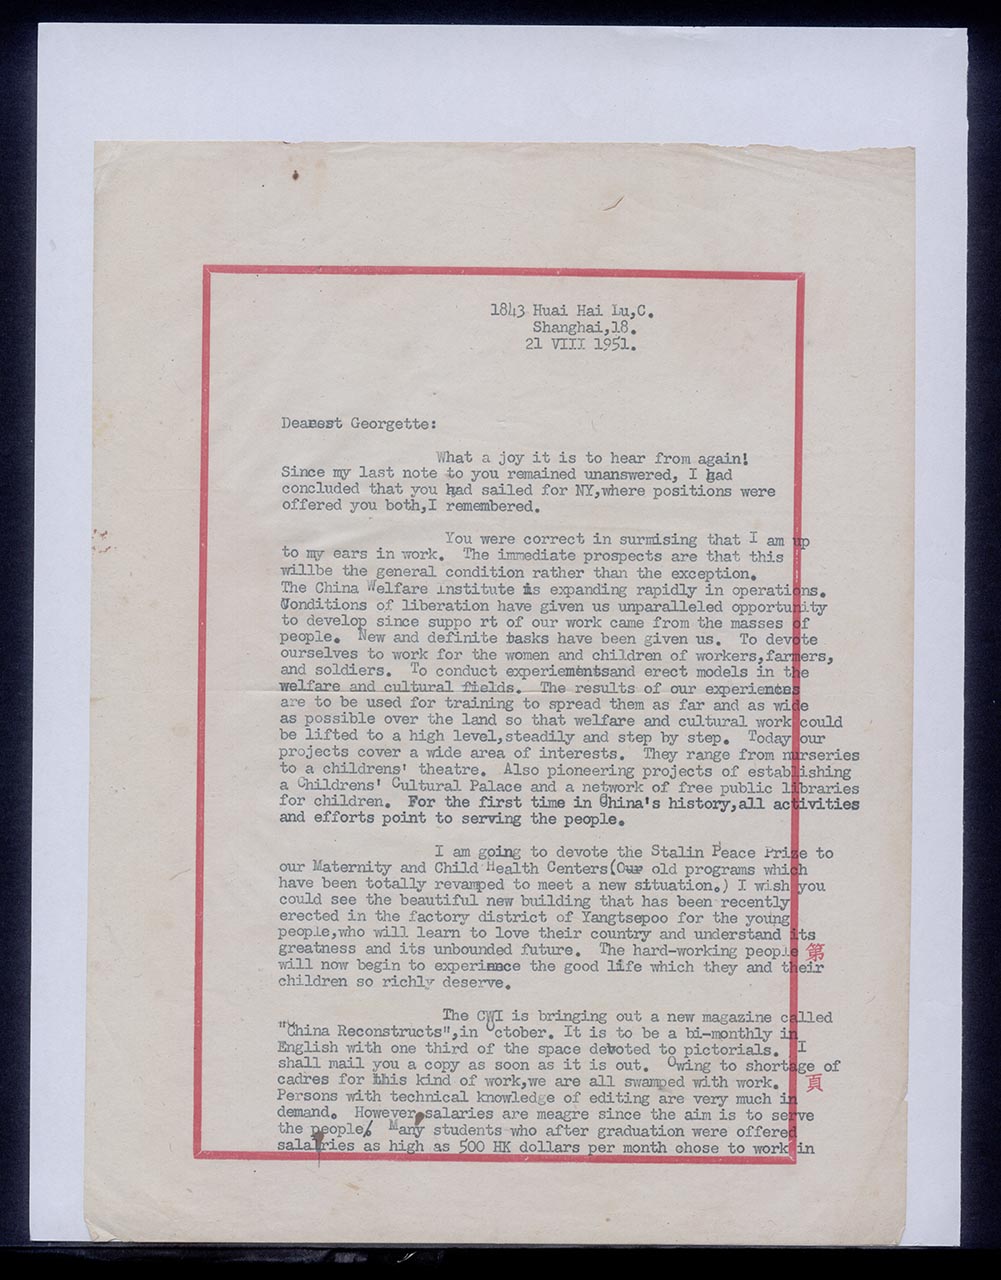 1843 Huai Hai Lu,C.
Shanghai,18.
21 VIII 1951.
Dearest Georgette:
What a joy it is to hear from again!
Since my last note to you remained unanswered, I had
concluded that you had sailed for NY,where positions were
offered you both,I remembered.
You were correct in surmising that I am up
to my ears in work. The immediate prospects are that this
willbe the general condition rather than the exception.
The China Welfare Institute is expanding rapidly in operations.
Conditions of liberation have given us unparalleled opportunity
to develop since suppo rt of our work came from the masses of
people. New and definite tasks have been given us. To devote
ourselves to work for the women and children of workers,farmers,
and soldiers. To conduct experiementsand erect models in the
welfare and cultural fields. The results of our experiences
are to be used for training to spread them as far and as wide
as possible over the land so that welfare and cultural work could
be lifted to a high level,steadily and step by step. Today our
projects cover a wide area of interests. They range from nurseries
to a childrens' theatre. Also pioneering projects of establishing
a Childrens' Cultural Palace and a network of free public libraries
for children. For the first time in China's history,all activities
and efforts point to serving the people.
I am going to devote the Stalin Peace Prize to
our Maternity and Child Health Centers(Our old programs which
have been totally revamped to meet a new situation.) I wish you
could see the beautiful new building that has been recently
erected in the factory district of Yangtsepoo for the young
people,who will learn to love their country and understand its
greatness and its unbounded future. The hard-working people
will now begin to experience the good life which they and their
children so richly deserve.
The CWI is bringing out a new magazine called
"China Reconstructs",in October. It is to be a bi-monthly in
English with one third of the space devoted to pictorials. I
shall mail you a copy as soon as it is out. Owing to shortage of
cadres for this kind of work,we are all swamped with work.
Persons with technical knowledge of editing are very much in
demand. However,salaries are meagre since the aim is to serve
the people! Many students who after graduation were offered
salalries as high as 500 HK dollars per month chose to work in
第
頁